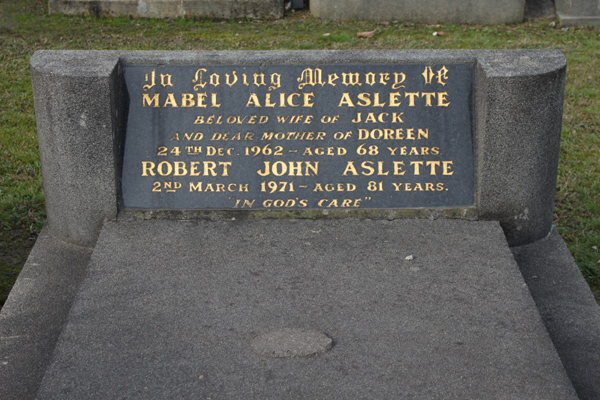 In Loving Memory OF
MABEL ALICE ASLETTE
BELOVED WIFE OF JACK
AND DEAR MOTHER OF DOREEN
24TH DEC. 1962 – AGED 68 YEARS
ROBERT JOHN ASLETTE
2ND MARCH 1971 – AGED 81 YEARS.
"IN GOD'S CARE"